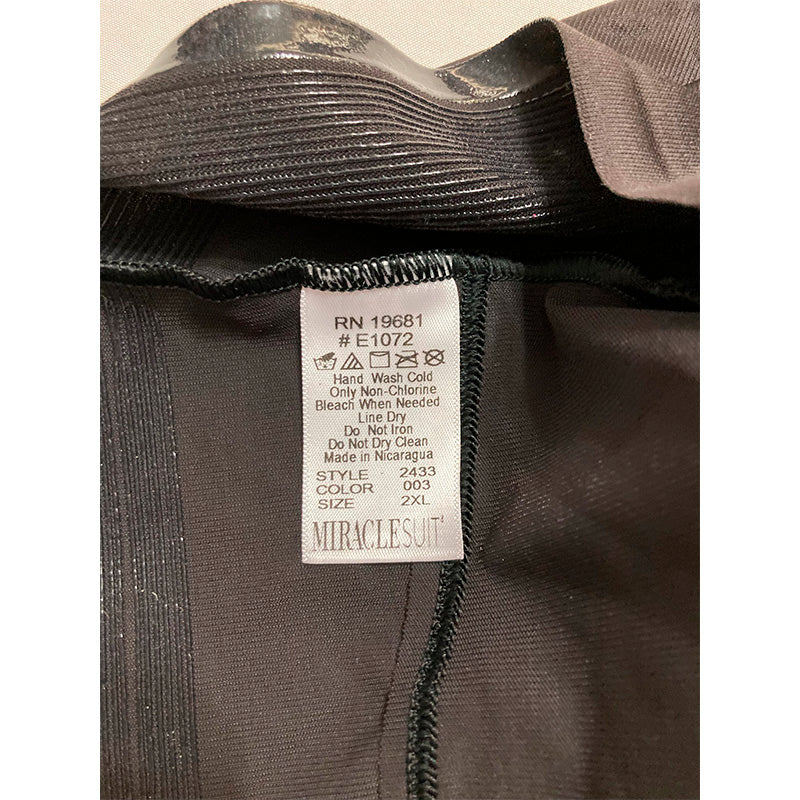 RN 19681
# E1072
Hand Wash Cold
Only Non-Chlorine
Bleach When Needed
Line Dry
Do Not Iron
Do Not Dry Clean
Made in Nicaragua
STYLE 2433
COLOR 003
SIZE 2XL
MIRACLESUIT